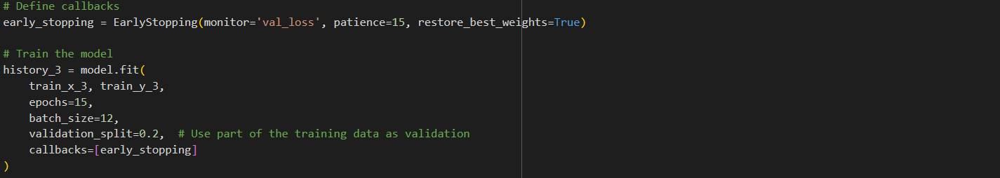 # Define callbacks
early_stopping = EarlyStopping(monitor='val_loss', patience=15, restore_best_weights=True)
# Train the model
history_3 = model.fit(
    train_x_3, train_y_3,
    epochs=15,
    batch_size=12,
    validation_split=0.2,  # Use part of the training data as validation
    callbacks=[early_stopping]
)